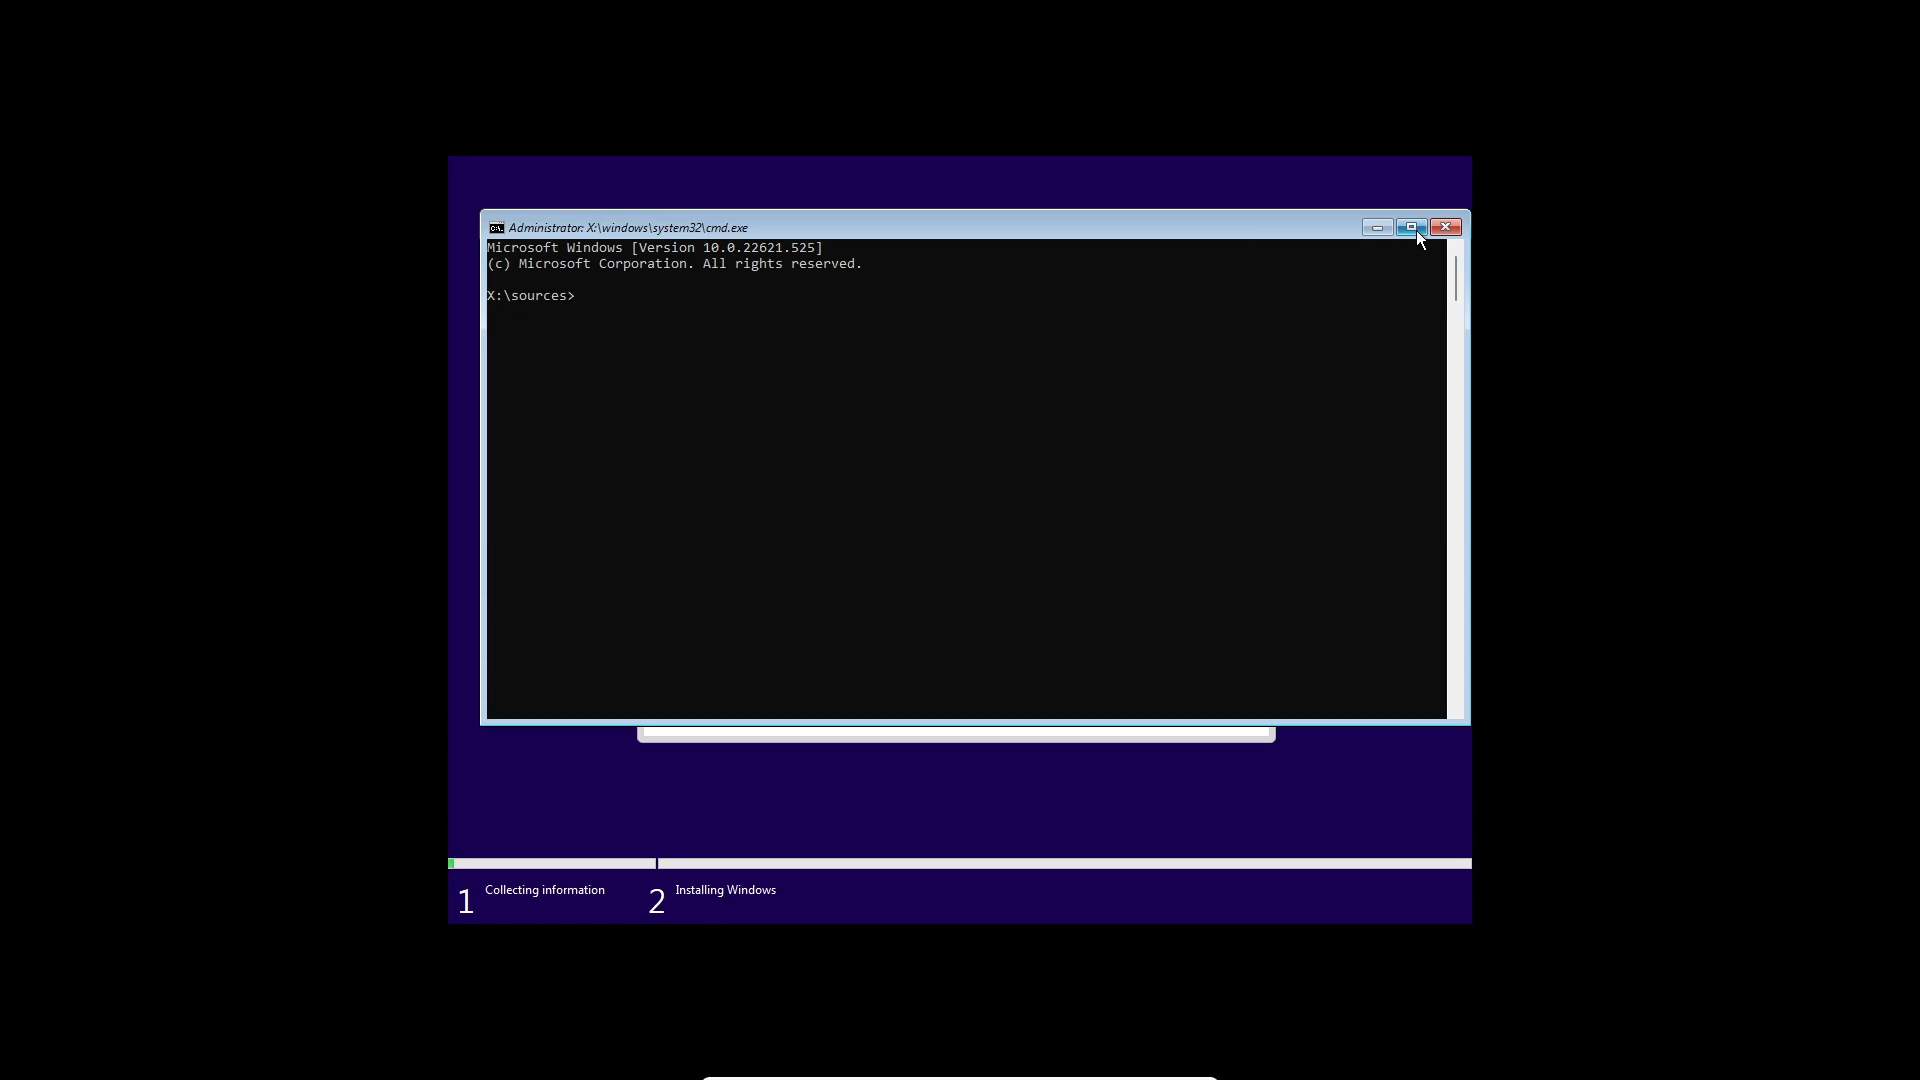 Administrator: X:\windows\system32\cmd.exe
Microsoft Windows [Version 10.0.22621.525]
(c) Microsoft Corporation. All rights reserved.
X:\sources>
1 Collecting information 2 Installing Windows